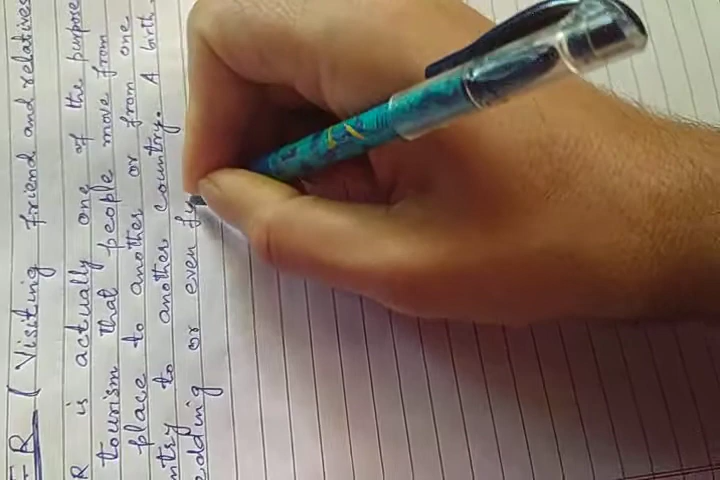 FR (Visiting friend and relatives
R is actually one of the purpose
tourism that people move from
place to another or from one
ntry to another country. A birth
edding or even